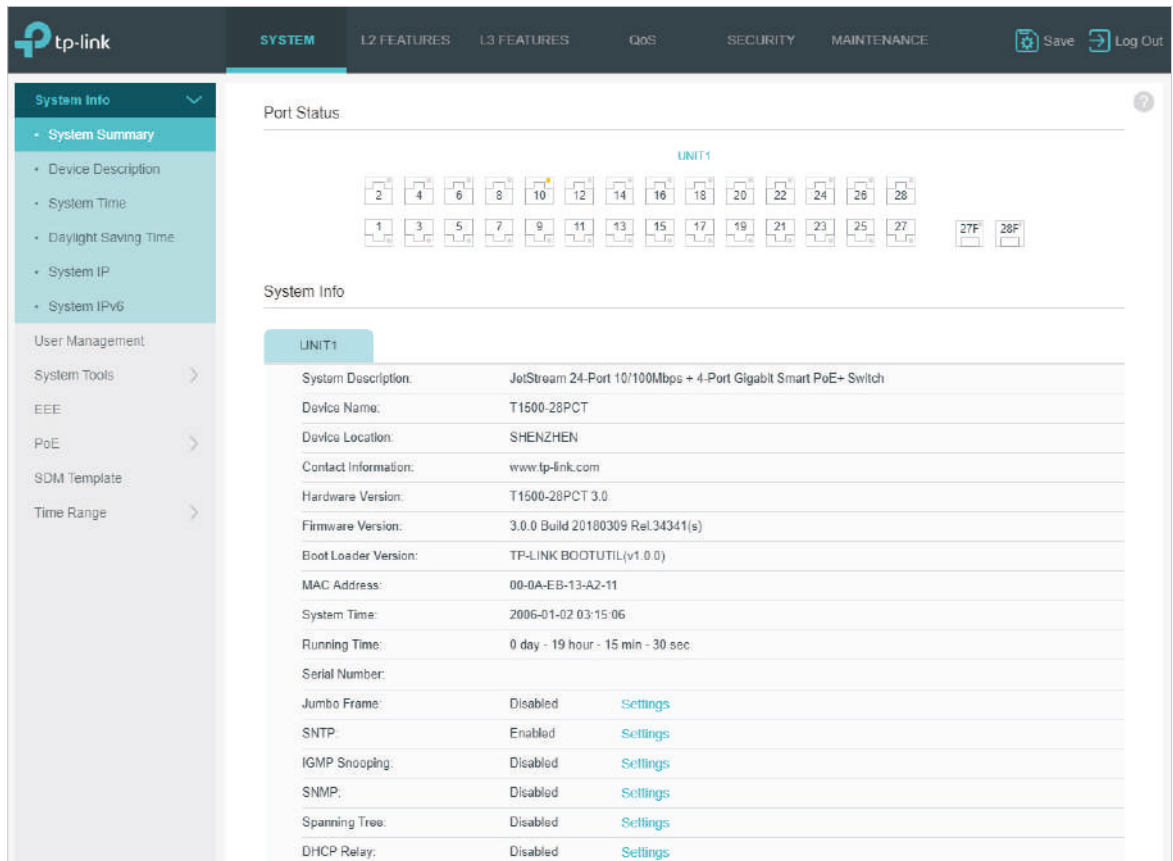 tp-link
SYSTEM L2 FEATURES L3 FEATURES QoS SECURITY MAINTENANCE Save Log Out
System Info
System Summary
Device Description
System Time
Daylight Saving Time
System IP
System IPv6
User Management
System Tools
EEE
PoE
SDM Template
Time Range
?
Port Status
UNIT1
2 4 6 8 10 12 14 16 18 20 22 24 26 28
1 3 5 7 9 11 13 15 17 19 21 23 25 27 27F 28F
System Info
UNIT1
System Description: JetStream 24-Port 10/100Mbps + 4-Port Gigabit Smart PoE+ Switch
Device Name: T1500-28PCT
Device Location: SHENZHEN
Contact Information: www.tp-link.com
Hardware Version: T1500-28PCT 3.0
Firmware Version: 3.0.0 Build 20180309 Rel.34341(s)
Boot Loader Version: TP-LINK BOOTUTIL(v1.0.0)
MAC Address: 00-0A-EB-13-A2-11
System Time: 2006-01-02 03:15:06
Running Time: 0 day - 19 hour - 15 min - 30 sec
Serial Number:
Jumbo Frame: Disabled Settings
SNTP: Enabled Settings
IGMP Snooping: Disabled Settings
SNMP: Disabled Settings
Spanning Tree: Disabled Settings
DHCP Relay: Disabled Settings